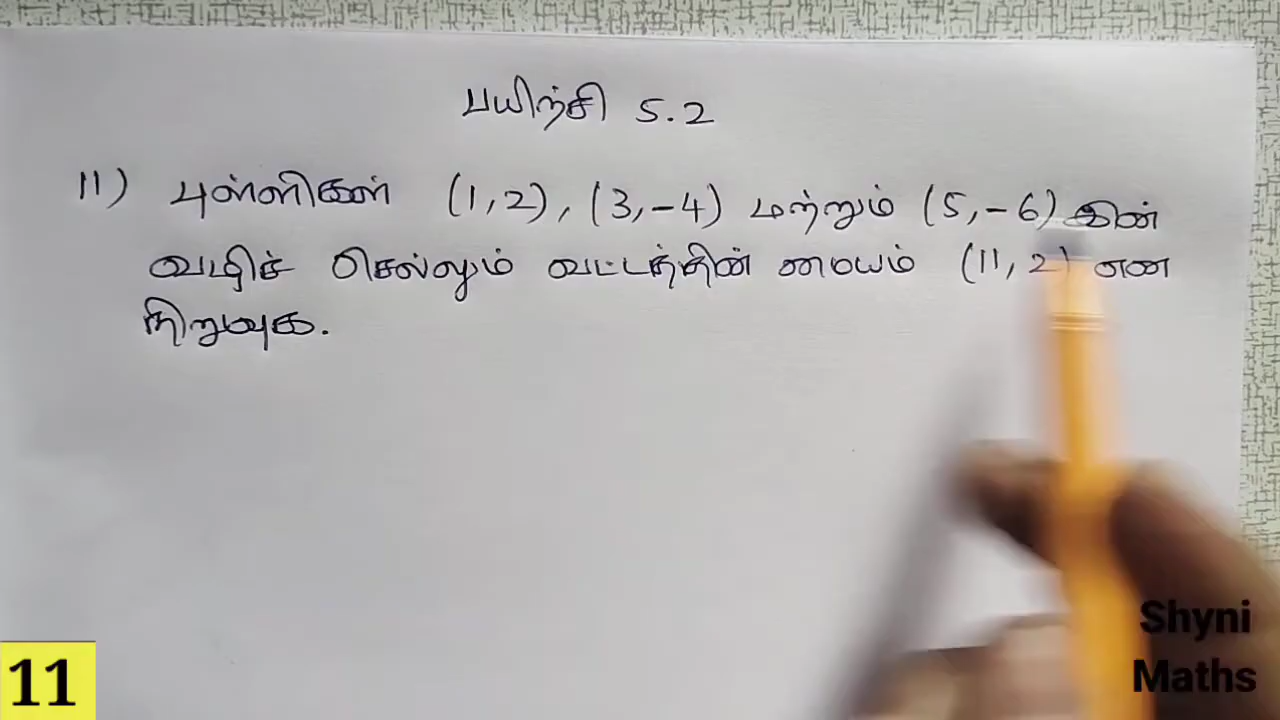 பயிற்சி 5.2
11) புள்ளிகள் (1,2), (3,-4) மற்றும் (5,-6) இன்
வழிச் செல்லும் வட்டத்தின் மையம் (11,2) என
நிறுவுக.
11
Shyni
Maths